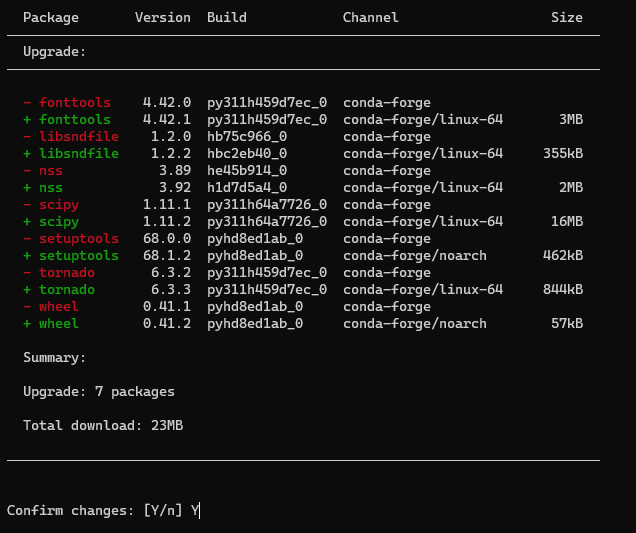 Package Version Build Channel Size
Upgrade:
- fonttools 4.42.0 py311h459d7ec_0 conda-forge
+ fonttools 4.42.1 py311h459d7ec_0 conda-forge/linux-64 3MB
- libsndfile 1.2.0 hb75c966_0 conda-forge
+ libsndfile 1.2.2 hbc2eb40_0 conda-forge/linux-64 355kB
- nss 3.89 he45b914_0 conda-forge
+ nss 3.92 h1d7d5a4_0 conda-forge/linux-64 2MB
- scipy 1.11.1 py311h64a7726_0 conda-forge
+ scipy 1.11.2 py311h64a7726_0 conda-forge/linux-64 16MB
- setuptools 68.0.0 pyhd8ed1ab_0 conda-forge
+ setuptools 68.1.2 pyhd8ed1ab_0 conda-forge/noarch 462kB
- tornado 6.3.2 py311h459d7ec_0 conda-forge
+ tornado 6.3.3 py311h459d7ec_0 conda-forge/linux-64 844kB
- wheel 0.41.1 pyhd8ed1ab_0 conda-forge
+ wheel 0.41.2 pyhd8ed1ab_0 conda-forge/noarch 57kB
Summary:
Upgrade: 7 packages
Total download: 23MB
Confirm changes: [Y/n] Y